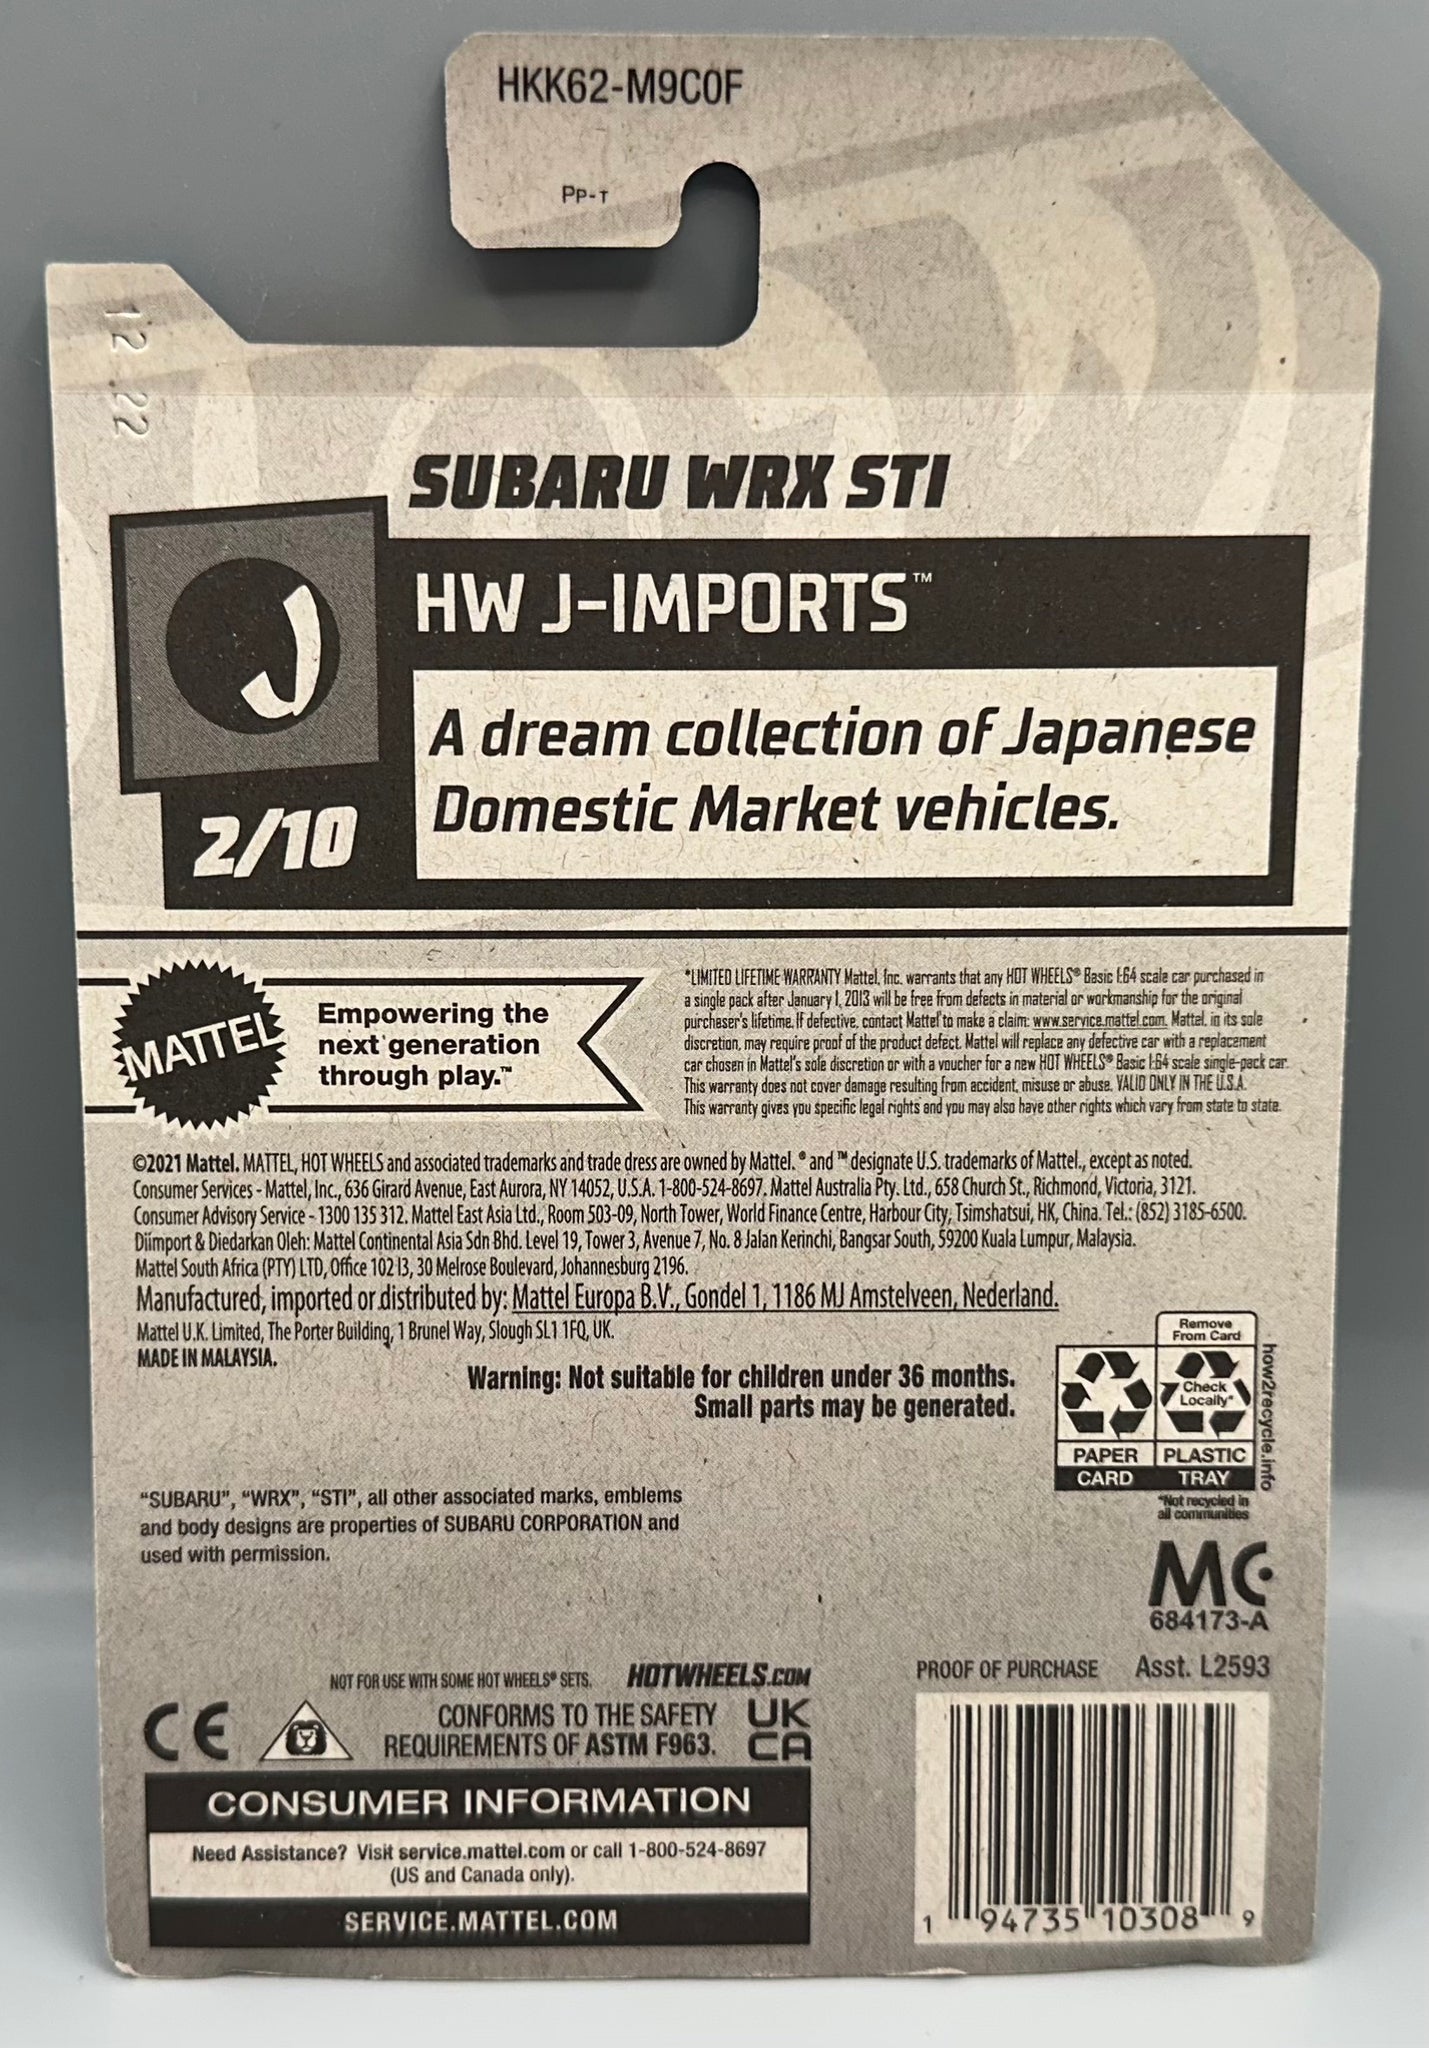 HKK62-M9C0F
PP-T
12 22
SUBARU WRX STI
HW J-IMPORTS™
J
A dream collection of Japanese
Domestic Market vehicles.
2/10
MATTEL
Empowering the
next generation
through play.™
*LIMITED LIFETIME WARRANTY Mattel, Inc. warrants that any HOT WHEELS® Basic 1:64 scale car purchased in
a single pack after January 1, 2013 will be free from defects in material or workmanship for the original
purchaser's lifetime. If defective, contact Mattel to make a claim: www.service.mattel.com. Mattel, in its sole
discretion, may require proof of the product defect. Mattel will replace any defective car with a replacement
car chosen in Mattel's sole discretion or with a voucher for a new HOT WHEELS® Basic 1:64 scale single-pack car.
This warranty does not cover damage resulting from accident, misuse or abuse. VALID ONLY IN THE U.S.A.
This warranty gives you specific legal rights and you may also have other rights which vary from state to state.
©2021 Mattel. MATTEL, HOT WHEELS and associated trademarks and trade dress are owned by Mattel. ® and ™ designate U.S. trademarks of Mattel., except as noted.
Consumer Services - Mattel, Inc., 636 Girard Avenue, East Aurora, NY 14052, U.S.A. 1-800-524-8697. Mattel Australia Pty. Ltd., 658 Church St., Richmond, Victoria, 3121.
Consumer Advisory Service - 1300 135 312. Mattel East Asia Ltd., Room 503-09, North Tower, World Finance Centre, Harbour City, Tsimshatsui, HK, China. Tel.: (852) 3185-6500.
Diimport & Diedarkan Oleh: Mattel Continental Asia Sdn Bhd. Level 19, Tower 3, Avenue 7, No. 8 Jalan Kerinchi, Bangsar South, 59200 Kuala Lumpur, Malaysia.
Mattel South Africa (PTY) LTD, Office 102 I3, 30 Melrose Boulevard, Johannesburg 2196.
Manufactured, imported or distributed by: Mattel Europa B.V., Gondel 1, 1186 MJ Amstelveen, Nederland.
Mattel U.K. Limited, The Porter Building, 1 Brunel Way, Slough SL1 1FQ, UK.
MADE IN MALAYSIA.
Warning: Not suitable for children under 36 months.
Small parts may be generated.
Remove
From Card
Check
Locally*
PAPER PLASTIC
CARD TRAY
how2recycle.info
*Not recycled in
all communities
"SUBARU", "WRX", "STI", all other associated marks, emblems
and body designs are properties of SUBARU CORPORATION and
used with permission.
MC
684173-A
NOT FOR USE WITH SOME HOT WHEELS® SETS. HOTWHEELS.COM
PROOF OF PURCHASE Asst. L2593
CE
CONFORMS TO THE SAFETY
REQUIREMENTS OF ASTM F963.
UK
CA
CONSUMER INFORMATION
Need Assistance? Visit service.mattel.com or call 1-800-524-8697
(US and Canada only).
SERVICE.MATTEL.COM
1 94735 10308 9